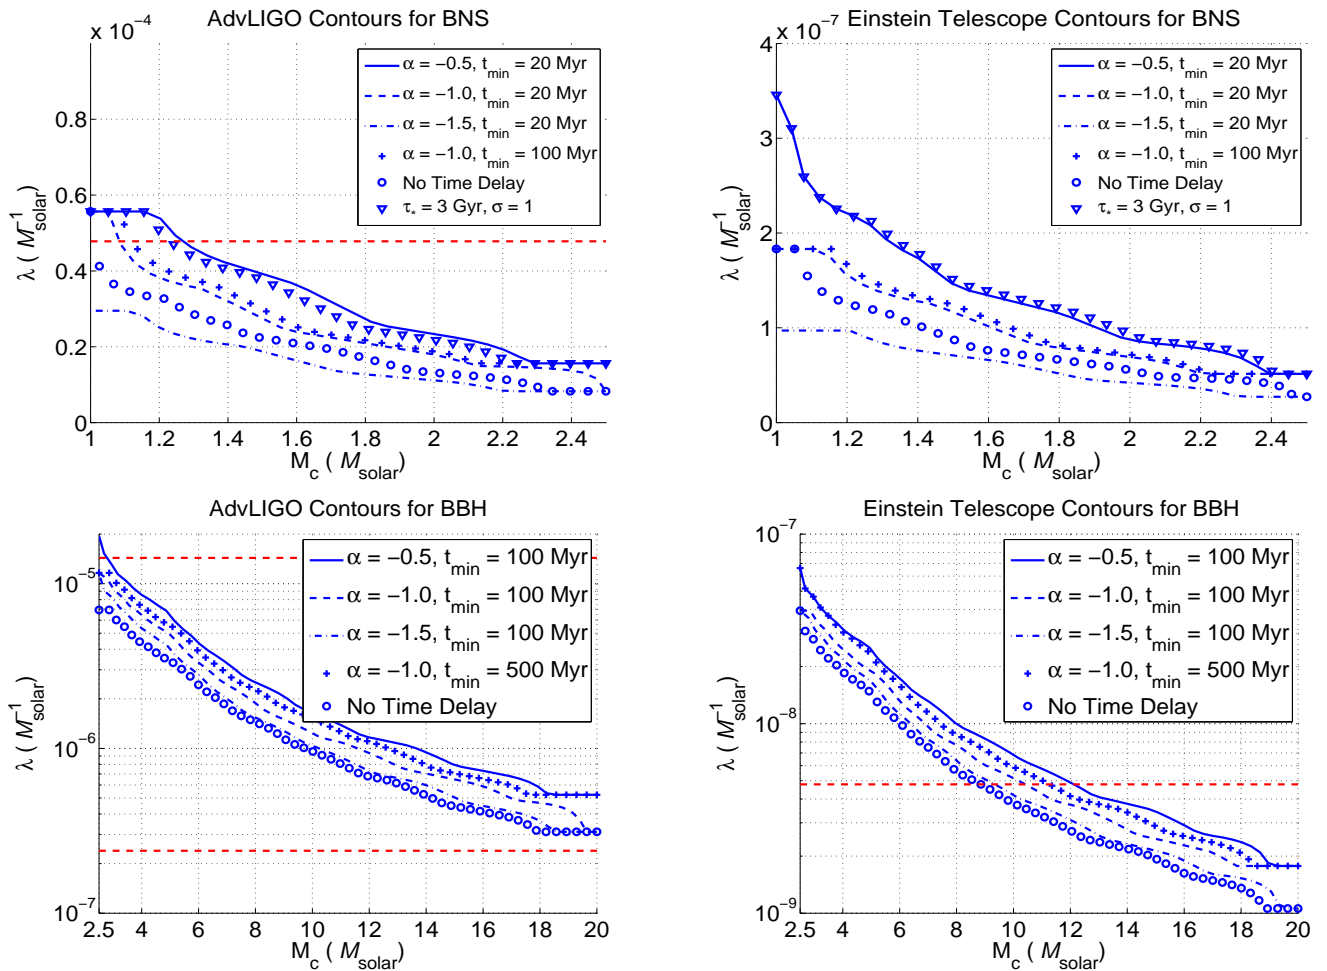 AdvLIGO Contours for BNS
x 10^−4
α = −0.5, t_min = 20 Myr
α = −1.0, t_min = 20 Myr
α = −1.5, t_min = 20 Myr
α = −1.0, t_min = 100 Myr
No Time Delay
τ_* = 3 Gyr, σ = 1
0.8
0.6
0.4
0.2
0
λ ( M_solar^−1)
1 1.2 1.4 1.6 1.8 2 2.2 2.4
M_c ( M_solar)
Einstein Telescope Contours for BNS
x 10^−7
α = −0.5, t_min = 20 Myr
α = −1.0, t_min = 20 Myr
α = −1.5, t_min = 20 Myr
α = −1.0, t_min = 100 Myr
No Time Delay
τ_* = 3 Gyr, σ = 1
4
3
2
1
0
λ ( M_solar^−1)
1 1.2 1.4 1.6 1.8 2 2.2 2.4
M_c ( M_solar)
AdvLIGO Contours for BBH
α = −0.5, t_min = 100 Myr
α = −1.0, t_min = 100 Myr
α = −1.5, t_min = 100 Myr
α = −1.0, t_min = 500 Myr
No Time Delay
10^−5
10^−6
10^−7
λ ( M_solar^−1)
2.5 4 6 8 10 12 14 16 18 20
M_c ( M_solar)
Einstein Telescope Contours for BBH
α = −0.5, t_min = 100 Myr
α = −1.0, t_min = 100 Myr
α = −1.5, t_min = 100 Myr
α = −1.0, t_min = 500 Myr
No Time Delay
10^−7
10^−8
10^−9
λ ( M_solar^−1)
2.5 4 6 8 10 12 14 16 18 20
M_c ( M_solar)